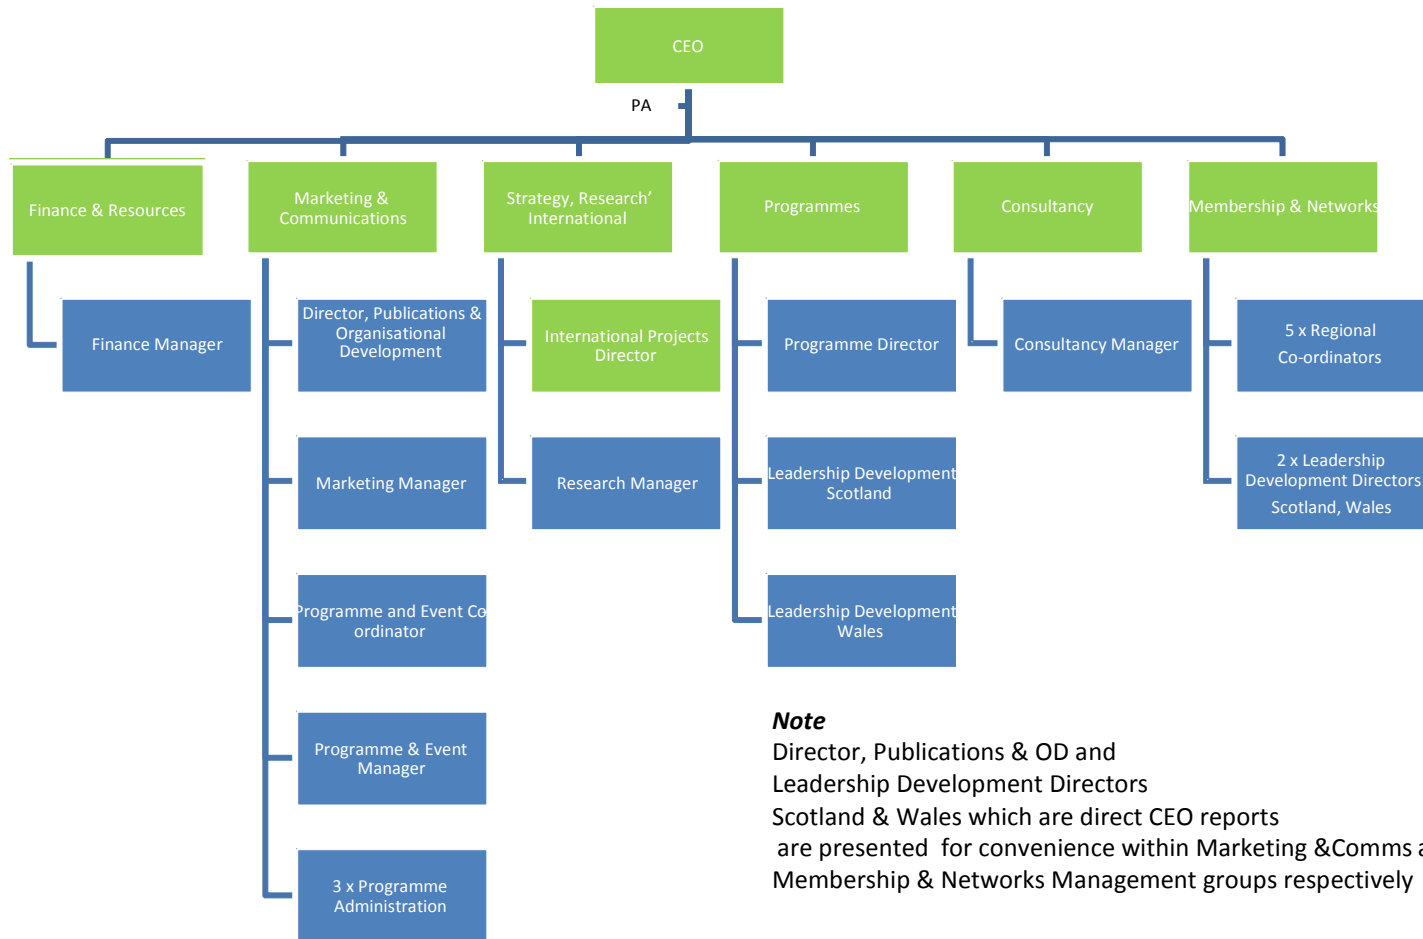 CEO
PA
Finance & Resources
Marketing &
Communications
Strategy, Research’
International
Programmes
Consultancy
Membership & Networks
Finance Manager
Director, Publications &
Organisational
Development
International Projects
Director
Programme Director
Consultancy Manager
5 x Regional
Co-ordinators
Marketing Manager
Research Manager
Leadership Development
Scotland
2 x Leadership
Development Directors
Scotland, Wales
Programme and Event Co-
ordinator
Leadership Development
Wales
Programme & Event
Manager
3 x Programme
Administration
Note
Director, Publications & OD and
Leadership Development Directors
Scotland & Wales which are direct CEO reports
are presented for convenience within Marketing &Comms
Membership & Networks Management groups respectively